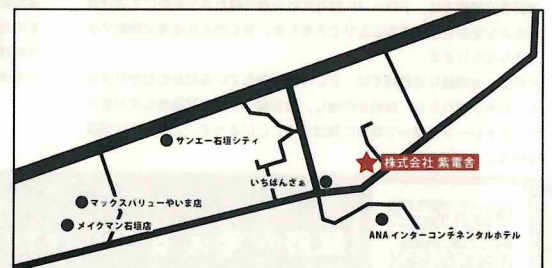 サンエー石垣シティ
株式会社 紫電舎
いちばんざぁ
マックスバリューやいま店
メイクマン石垣店
ANA インターコンチネンタルホテル